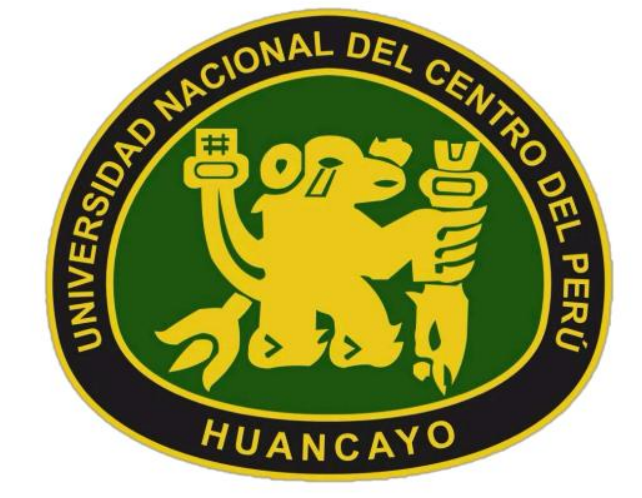 UNIVERSIDAD NACIONAL DEL CENTRO DEL PERÚ
HUANCAYO